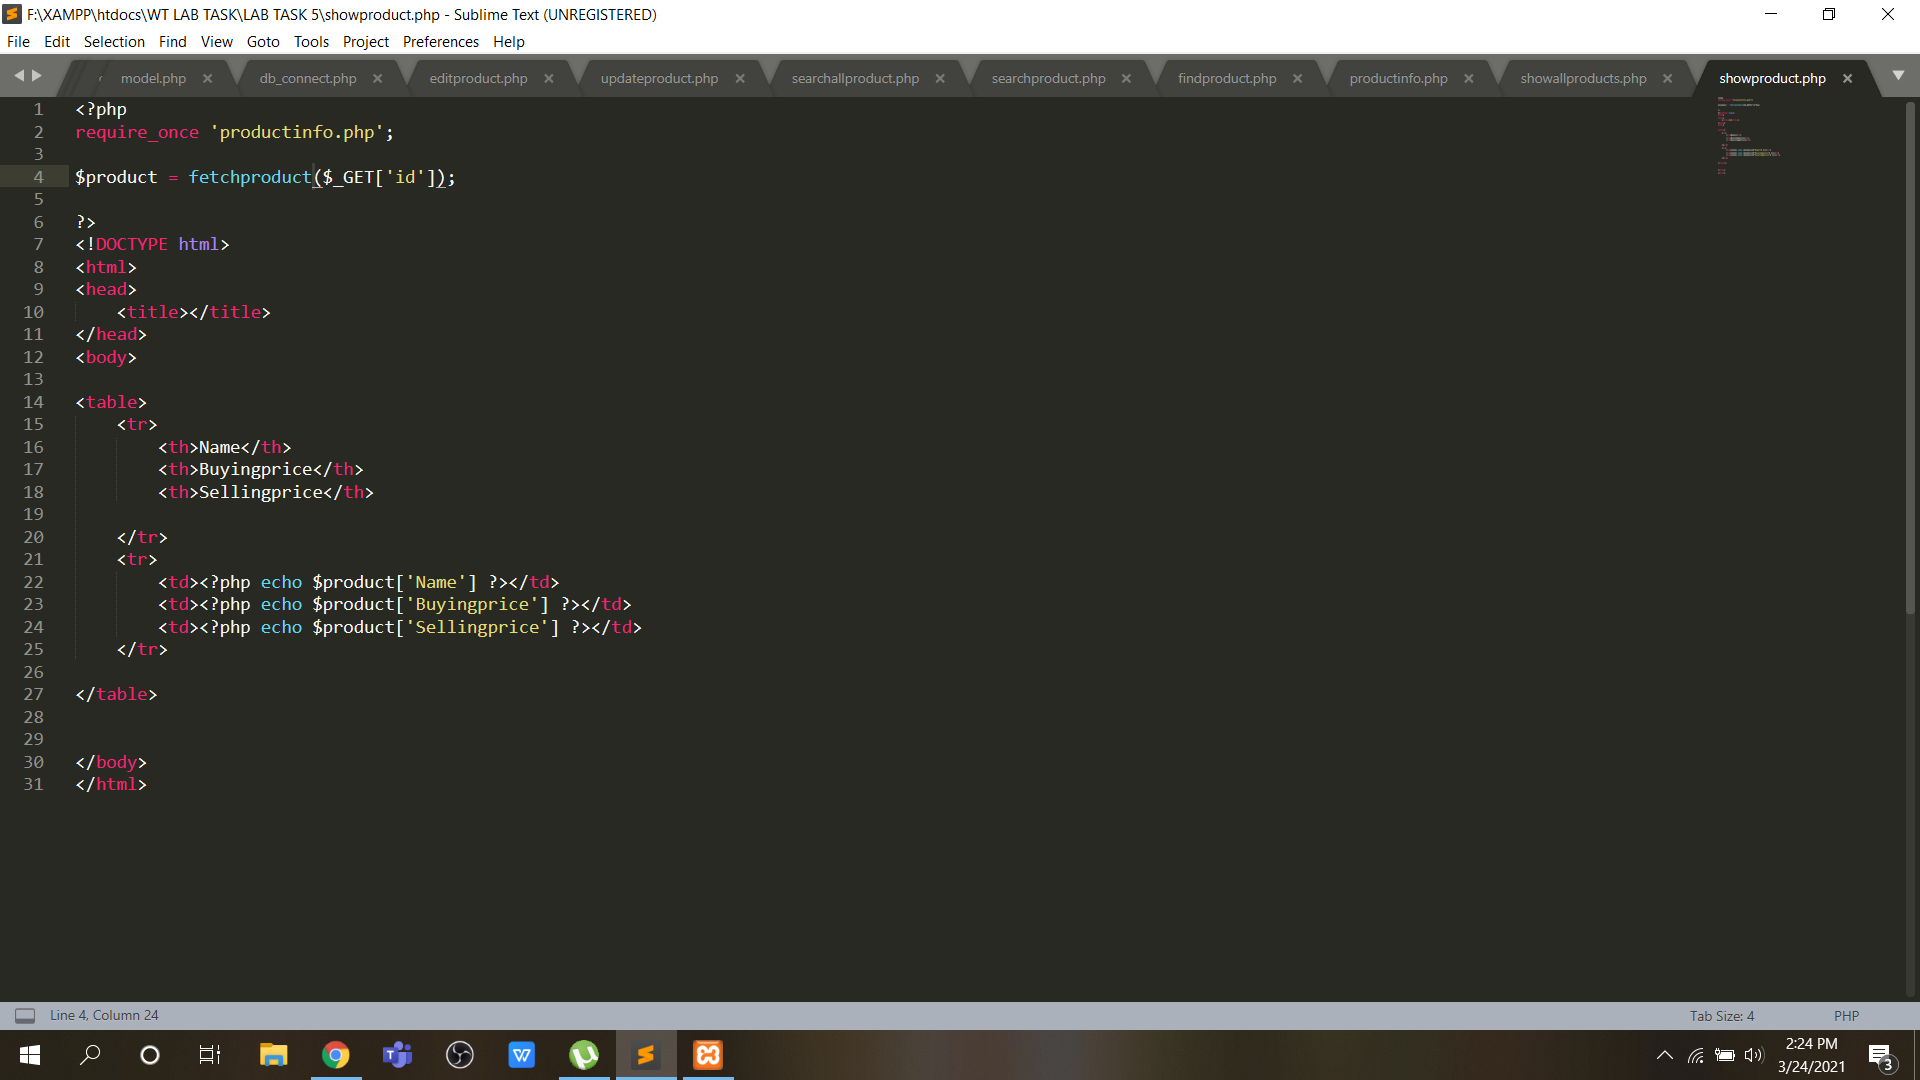 F:\XAMPP\htdocs\WT LAB TASK\LAB TASK 5\showproduct.php - Sublime Text (UNREGISTERED)
File Edit Selection Find View Goto Tools Project Preferences Help
model.php db_connect.php editproduct.php updateproduct.php searchallproduct.php searchproduct.php findproduct.php productinfo.php showallproducts.php showproduct.php
1 <?php
2 require_once 'productinfo.php';
3
4 $product = fetchproduct($_GET['id']);
5
6 ?>
7 <!DOCTYPE html>
8 <html>
9 <head>
10 <title></title>
11 </head>
12 <body>
13
14 <table>
15 <tr>
16 <th>Name</th>
17 <th>Buyingprice</th>
18 <th>Sellingprice</th>
19
20 </tr>
21 <tr>
22 <td><?php echo $product['Name'] ?></td>
23 <td><?php echo $product['Buyingprice'] ?></td>
24 <td><?php echo $product['Sellingprice'] ?></td>
25 </tr>
26
27 </table>
28
29
30 </body>
31 </html>
Line 4, Column 24 Tab Size: 4 PHP
2:24 PM
3/24/2021
3